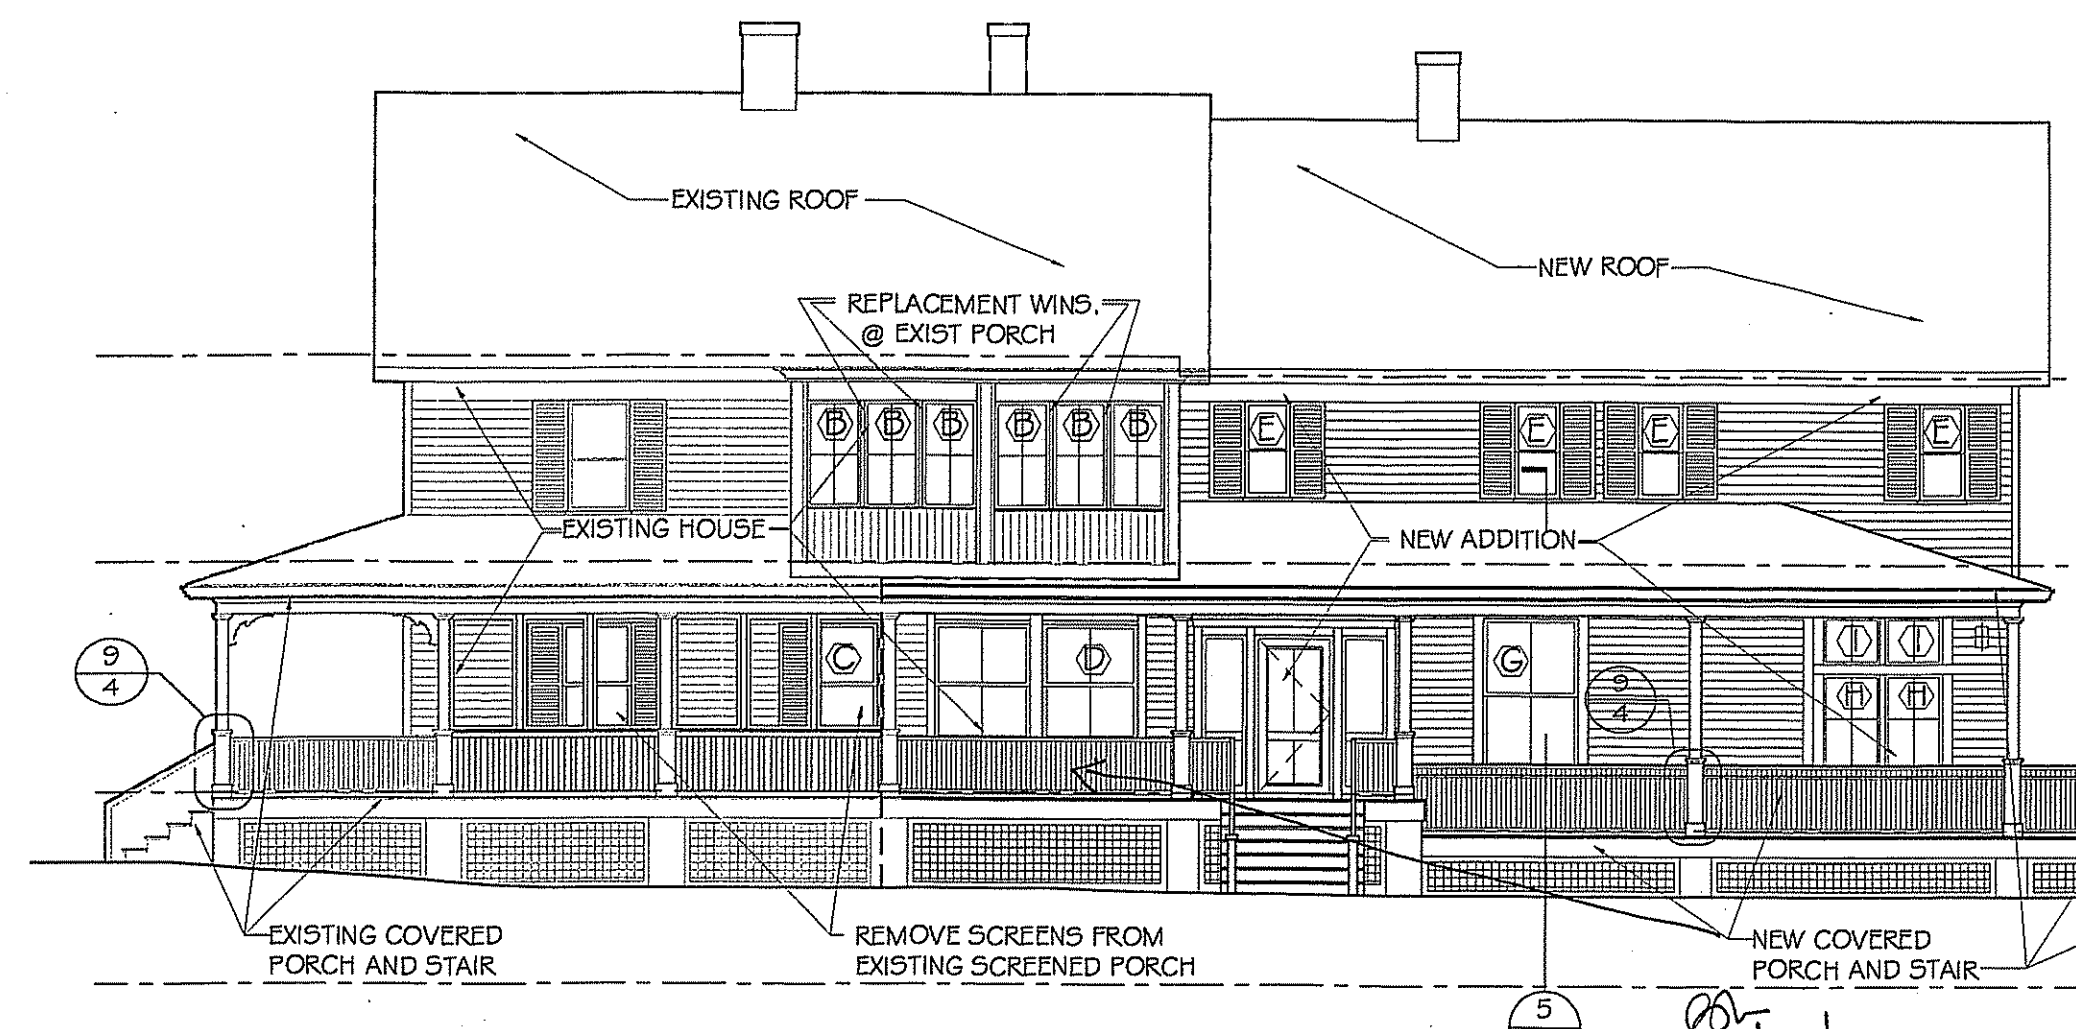 EXISTING ROOF
NEW ROOF
REPLACEMENT WINS.
@ EXIST PORCH
B B B B B B E E E E
EXISTING HOUSE
NEW ADDITION
9
4
C D G I I
9
4
H H
EXISTING COVERED
PORCH AND STAIR
REMOVE SCREENS FROM
EXISTING SCREENED PORCH
NEW COVERED
PORCH AND STAIR
5